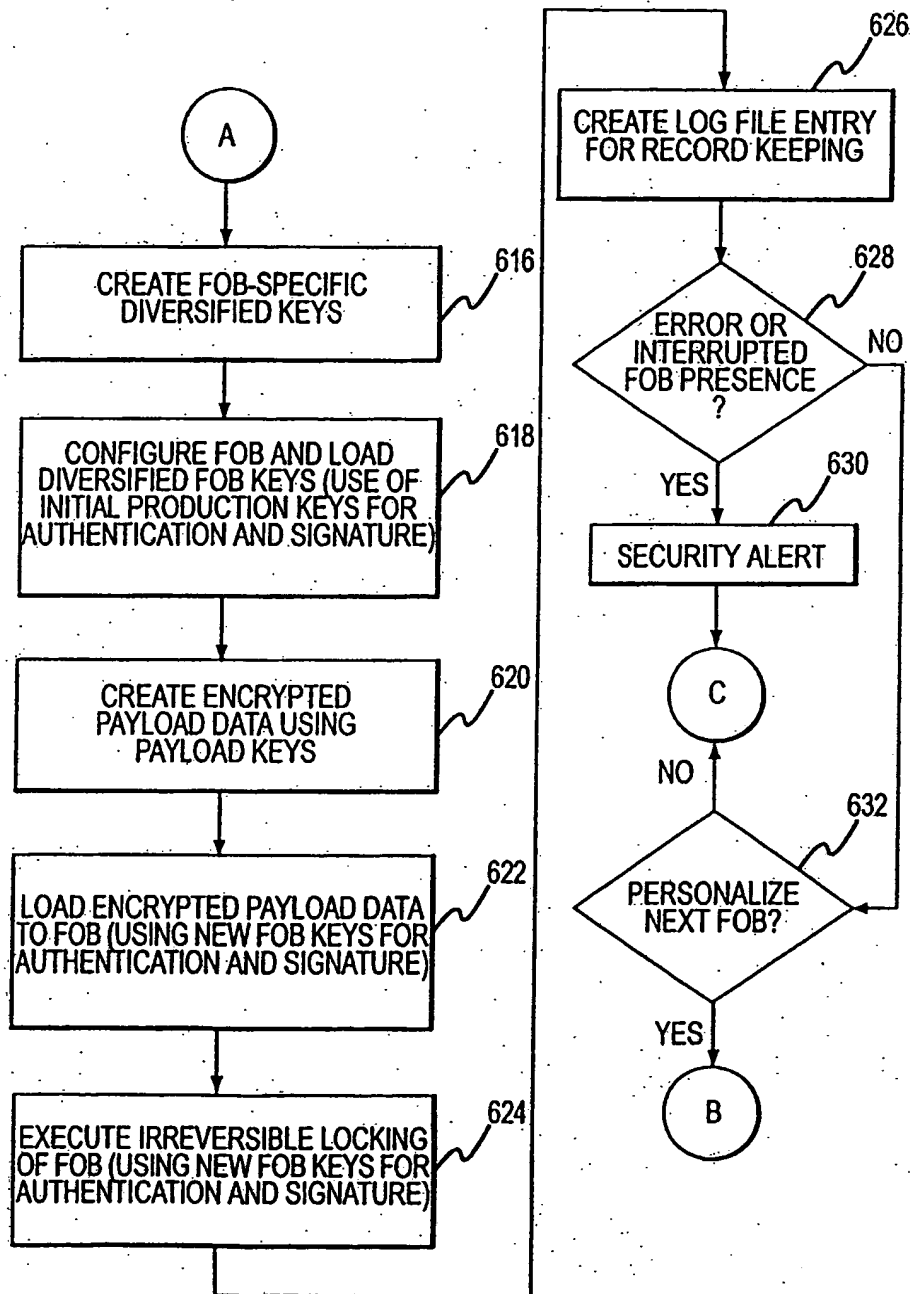 A
CREATE FOB-SPECIFIC
DIVERSIFIED KEYS
616
CONFIGURE FOB AND LOAD
DIVERSIFIED FOB KEYS (USE OF
INITIAL PRODUCTION KEYS FOR
AUTHENTICATION AND SIGNATURE)
618
CREATE ENCRYPTED
PAYLOAD DATA USING
PAYLOAD KEYS
620
LOAD ENCRYPTED PAYLOAD DATA
TO FOB (USING NEW FOB KEYS FOR
AUTHENTICATION AND SIGNATURE)
622
EXECUTE IRREVERSIBLE LOCKING
OF FOB (USING NEW FOB KEYS FOR
AUTHENTICATION AND SIGNATURE)
624
626
CREATE LOG FILE ENTRY
FOR RECORD KEEPING
628
ERROR OR
INTERRUPTED
FOB PRESENCE
?
NO
YES
630
SECURITY ALERT
C
NO
632
PERSONALIZE
NEXT FOB?
YES
B